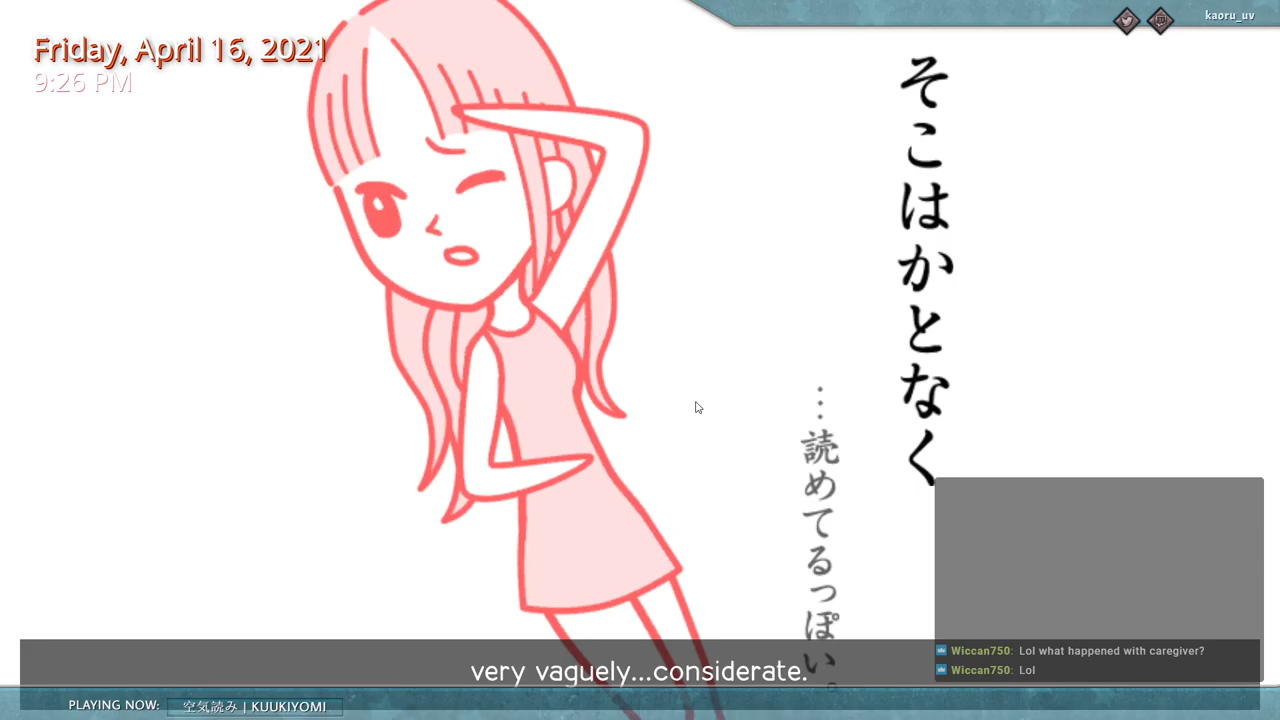 Friday, April 16, 2021
9:26 PM
kaoru_uv
そこはかとなく
…読めてるっぽい。
Wiccan750: Lol what happened with caregiver?
Wiccan750: Lol
very vaguely...considerate.
PLAYING NOW: 空気読み | KUUKIYOMI